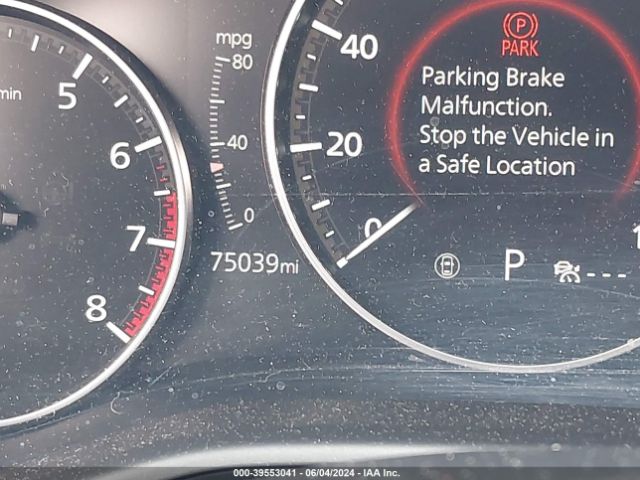 5
min
6
7
8
mpg
80
40
0
75039mi
40
20
0
P
PARK
Parking Brake
Malfunction.
Stop the Vehicle in
a Safe Location
P
----
1
000-39553041 - 06/04/2024 - IAA Inc.